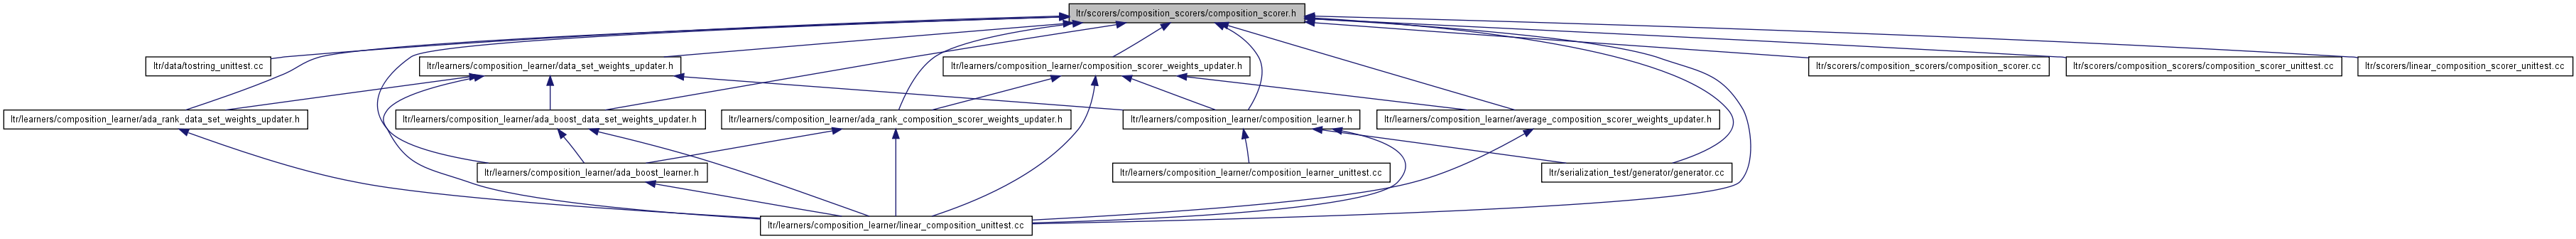 ltr/scorers/composition_scorers/composition_scorer.h
ltr/data/tostring_unittest.cc
ltr/learners/composition_learner/data_set_weights_updater.h
ltr/learners/composition_learner/composition_scorer_weights_updater.h
ltr/scorers/composition_scorers/composition_scorer.cc
ltr/scorers/composition_scorers/composition_scorer_unittest.cc
ltr/scorers/linear_composition_scorer_unittest.cc
ltr/learners/composition_learner/ada_rank_data_set_weights_updater.h
ltr/learners/composition_learner/ada_boost_data_set_weights_updater.h
ltr/learners/composition_learner/ada_rank_composition_scorer_weights_updater.h
ltr/learners/composition_learner/composition_learner.h
ltr/learners/composition_learner/average_composition_scorer_weights_updater.h
ltr/learners/composition_learner/ada_boost_learner.h
ltr/learners/composition_learner/composition_learner_unittest.cc
ltr/serialization_test/generator/generator.cc
ltr/learners/composition_learner/linear_composition_unittest.cc